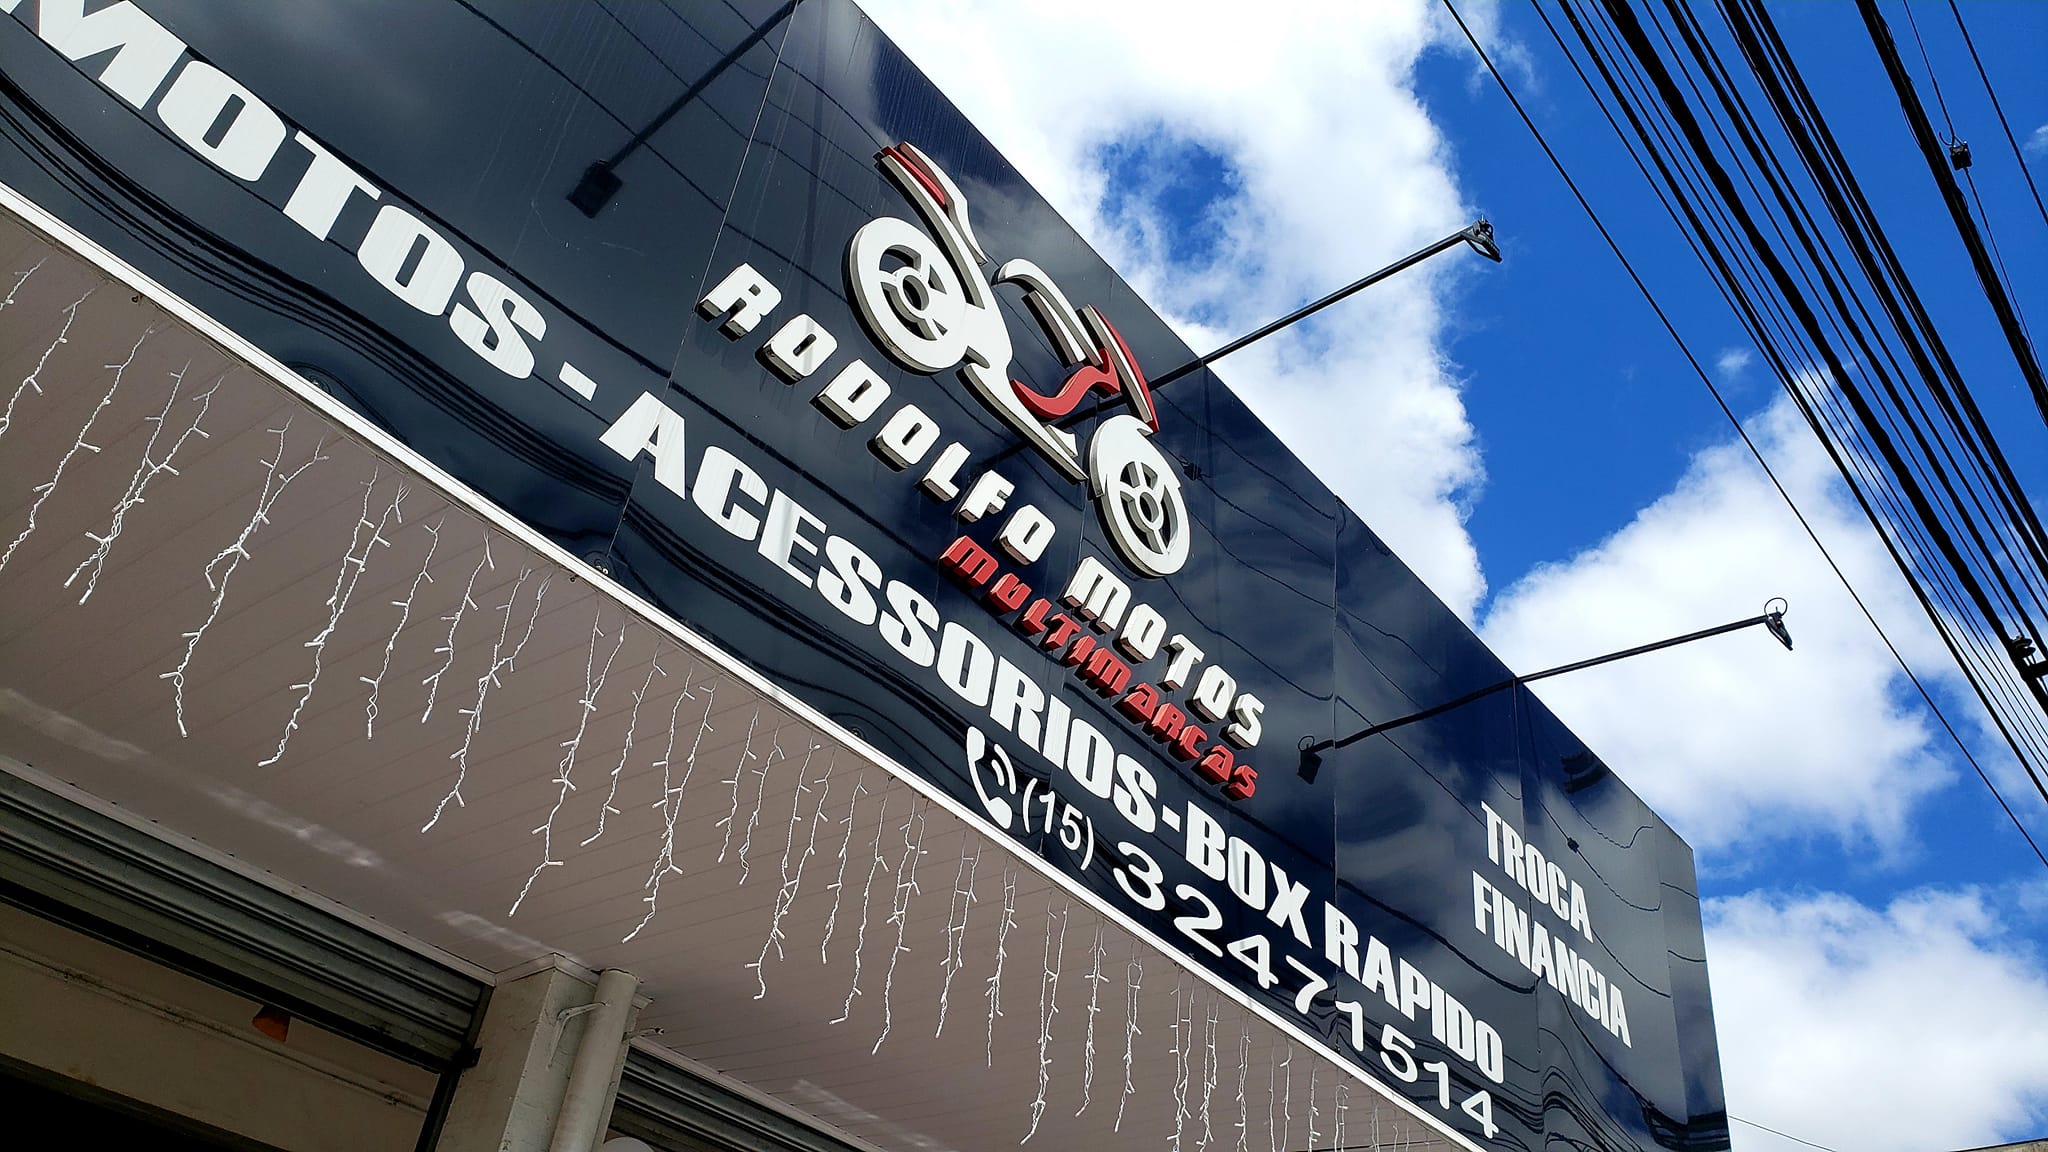 RODOLFO MOTOS
MULTIMARCAS
MOTOS - ACESSORIOS - BOX RAPIDO
(15) 32471514
TROCA
FINANCIA